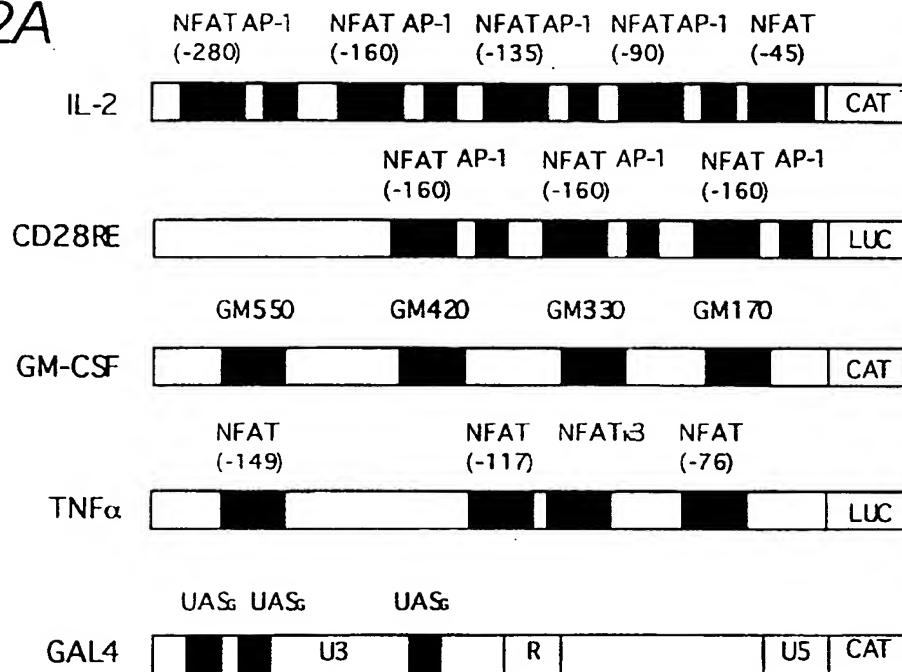 2A
NFAT AP-1 NFAT AP-1 NFAT AP-1 NFAT AP-1 NFAT
(-280) (-160) (-135) (-90) (-45)
IL-2 CAT
NFAT AP-1 NFAT AP-1 NFAT AP-1
(-160) (-160) (-160)
CD28RE LUC
GM550 GM420 GM330 GM170
GM-CSF CAT
NFAT NFAT NFATκ3 NFAT
(-149) (-117) (-76)
TNFα LUC
UASG UASG UASG
GAL4 U3 R U5 CAT